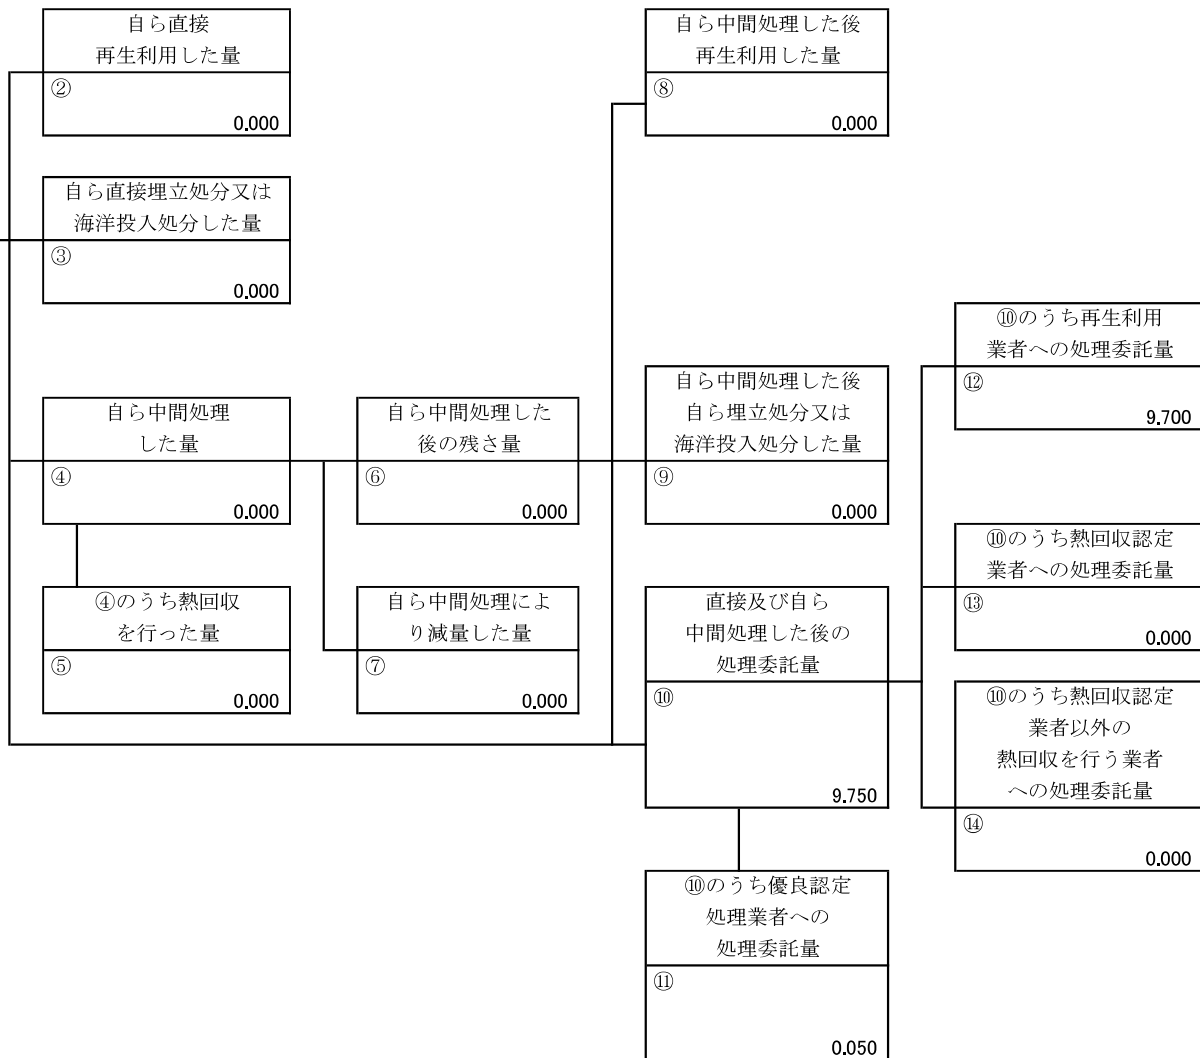 自ら直接
再生利用した量
②
0.000
自ら中間処理した後
再生利用した量
⑧
0.000
自ら直接埋立処分又は
海洋投入処分した量
③
0.000
⑩のうち再生利用
業者への処理委託量
⑫
9.700
自ら中間処理
した量
④
0.000
自ら中間処理した
後の残さ量
⑥
0.000
自ら中間処理した後
自ら埋立処分又は
海洋投入処分した量
⑨
0.000
⑩のうち熱回収認定
業者への処理委託量
⑬
0.000
④のうち熱回収
を行った量
⑤
0.000
自ら中間処理によ
り減量した量
⑦
0.000
直接及び自ら
中間処理した後の
処理委託量
⑩
9.750
⑩のうち熱回収認定
業者以外の
熱回収を行う業者
への処理委託量
⑭
0.000
⑩のうち優良認定
処理業者への
処理委託量
⑪
0.050